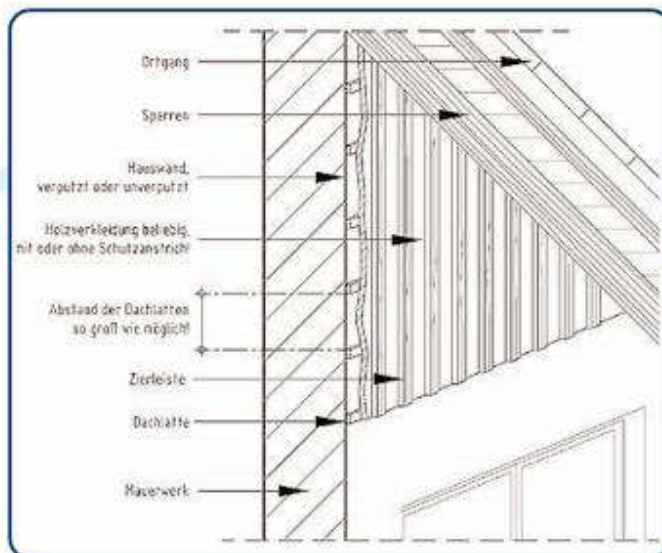 Ortgang
Sparren
Hauswand,
verputzt oder unverputzt
Holzverkleidung beliebig,
mit oder ohne Schutzanstrich!
Abstand der Dachlatten
so groß wie möglich!
Zierleiste
Dachlatte
Mauerwerk